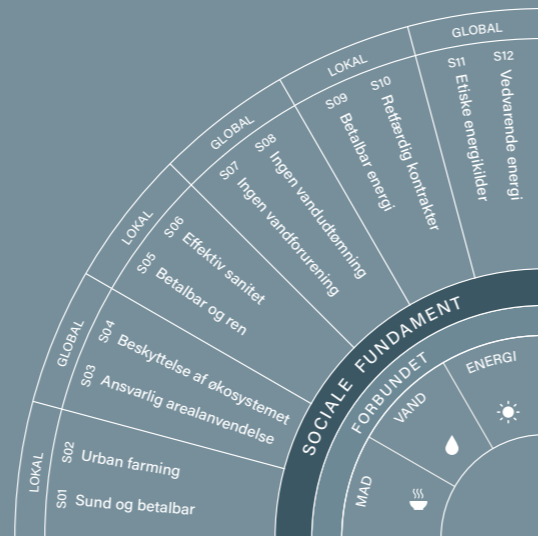 LOKAL
S01 Sund og betalbar
S02 Urban farming
GLOBAL
S03 Ansvarlig arealanvendelse
S04 Beskyttelse af økosystemet
LOKAL
S05 Betalbar og ren
S06 Effektiv sanitet
GLOBAL
S07 Ingen vandforurening
S08 Ingen vandudtømning
LOKAL
S09 Betalbar energi
S10 Retfærdig kontrakter
GLOBAL
S11 Etiske energikilder
S12 Vedvarende energi
SOCIALE FUNDAMENT
FORBUNDET
MAD
VAND
ENERGI